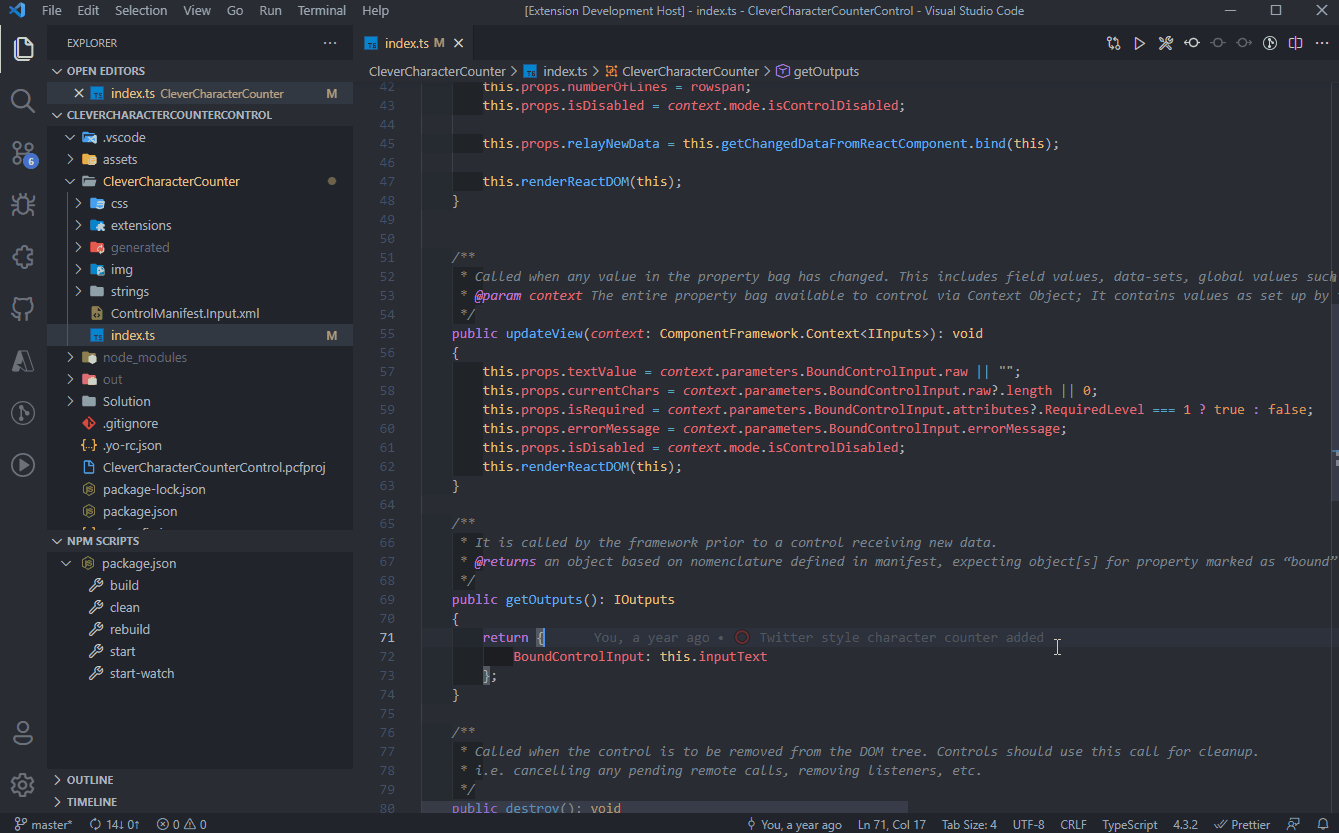 File Edit Selection View Go Run Terminal Help [Extension Development Host] - index.ts - CleverCharacterCounterControl - Visual Studio Code
EXPLORER
index.ts M
OPEN EDITORS
index.ts CleverCharacterCounter M
CLEVERCHARACTERCOUNTERCONTROL
.vscode
assets
CleverCharacterCounter
css
extensions
generated
img
strings
ControlManifest.Input.xml
index.ts M
node_modules
out
Solution
.gitignore
.yo-rc.json
CleverCharacterCounterControl.pcfproj
package-lock.json
package.json
NPM SCRIPTS
package.json
build
clean
rebuild
start
start-watch
OUTLINE
TIMELINE
6
CleverCharacterCounter > index.ts > CleverCharacterCounter > getOutputs
42 this.props.numberOfLines = rowspan;
43 this.props.isDisabled = context.mode.isControlDisabled;
44
45 this.props.relayNewData = this.getChangedDataFromReactComponent.bind(this);
46
47 this.renderReactDOM(this);
48 }
49
50
51 /**
52 * Called when any value in the property bag has changed. This includes field values, data-sets, global values such
53 * @param context The entire property bag available to control via Context Object; It contains values as set up by
54 */
55 public updateView(context: ComponentFramework.Context<IInputs>): void
56 {
57 this.props.textValue = context.parameters.BoundControlInput.raw || "";
58 this.props.currentChars = context.parameters.BoundControlInput.raw?.length || 0;
59 this.props.isRequired = context.parameters.BoundControlInput.attributes?.RequiredLevel === 1 ? true : false;
60 this.props.errorMessage = context.parameters.BoundControlInput.errorMessage;
61 this.props.isDisabled = context.mode.isControlDisabled;
62 this.renderReactDOM(this);
63 }
64
65 /**
66 * It is called by the framework prior to a control receiving new data.
67 * @returns an object based on nomenclature defined in manifest, expecting object[s] for property marked as “bound”
68 */
69 public getOutputs(): IOutputs
70 {
71 return { You, a year ago • Twitter style character counter added
72 BoundControlInput: this.inputText
73 };
74 }
75
76 /**
77 * Called when the control is to be removed from the DOM tree. Controls should use this call for cleanup.
78 * i.e. cancelling any pending remote calls, removing listeners, etc.
79 */
80 public destroy(): void
master* 14↓ 0↑ 0 0 You, a year ago Ln 71, Col 17 Tab Size: 4 UTF-8 CRLF TypeScript 4.3.2 Prettier